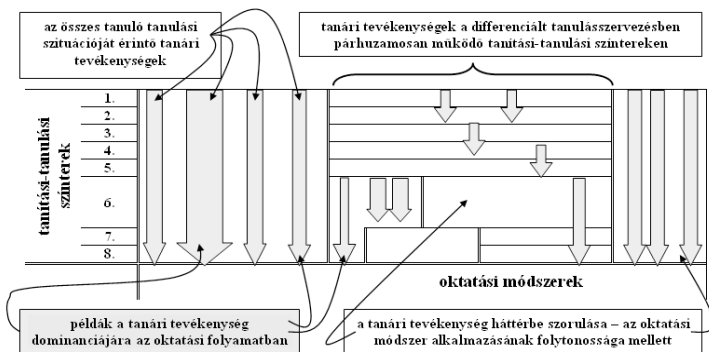 az összes tanuló tanulási
szituációját érintő tanári
tevékenységek
tanári tevékenységek a differenciált tanulásszervezésben
párhuzamosan működő tanítási-tanulási színtereken
tanítási-tanulási
színterek
1.
2.
3.
4.
5.
6.
7.
8.
oktatási módszerek
példák a tanári tevékenység
dominanciájára az oktatási folyamatban
a tanári tevékenység háttérbe szorulása – az oktatási
módszer alkalmazásának folytonossága mellett